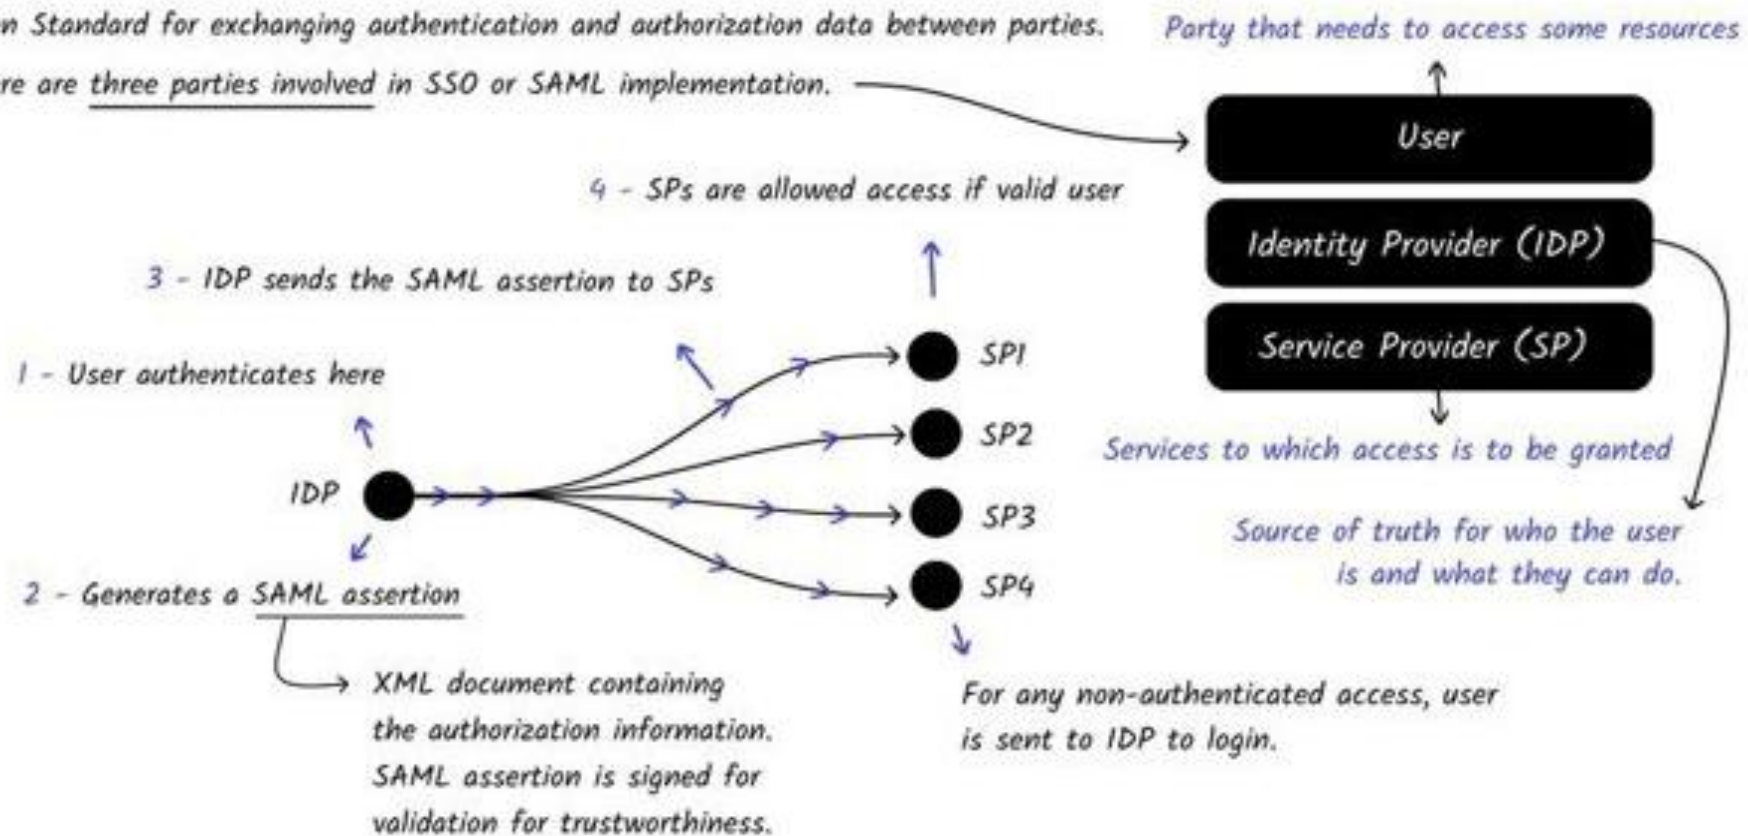 n Standard for exchanging authentication and authorization data between parties.
re are three parties involved in SSO or SAML implementation.
Party that needs to access some resources
User
Identity Provider (IDP)
Service Provider (SP)
Services to which access is to be granted
Source of truth for who the user
is and what they can do.
4 - SPs are allowed access if valid user
3 - IDP sends the SAML assertion to SPs
1 - User authenticates here
IDP
SP1
SP2
SP3
SP4
2 - Generates a SAML assertion
XML document containing
the authorization information.
SAML assertion is signed for
validation for trustworthiness.
For any non-authenticated access, user
is sent to IDP to login.